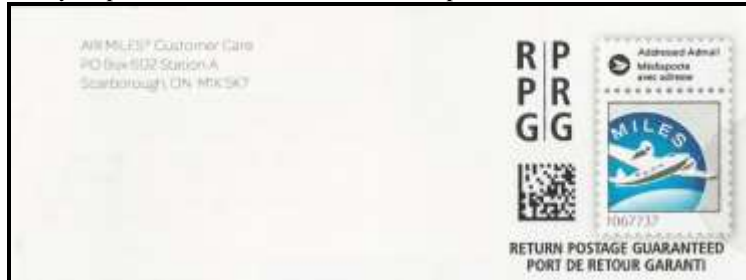 AIR MILES® Customer Care
PO Box 602 Station A
Scarborough, ON M1K 5K7
R P
P R
G G
Addressed Admail
Médiaposte
avec adresse
MILES
1067737
RETURN POSTAGE GUARANTEED
PORT DE RETOUR GARANTI